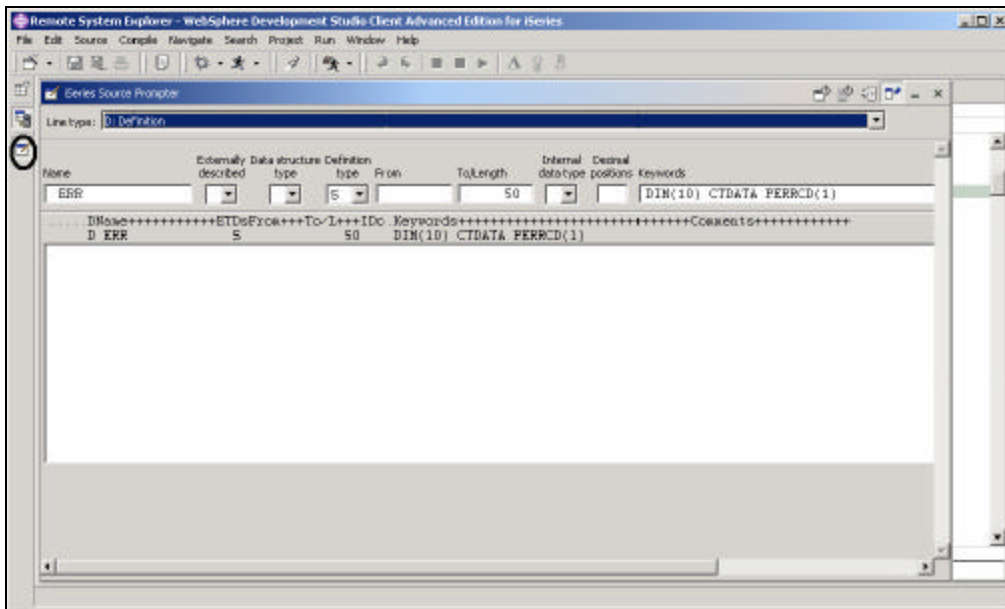 Remote System Explorer - WebSphere Development Studio Client Advanced Edition for iSeries
File Edit Source Compile Navigate Search Project Run Window Help
iSeries Source Prompter
Line type: D: Definition
Name Externally described Data structure type Definition type From To/Length Internal data type Decimal positions Keywords
ERR S 50 DIM(10) CTDATA PERRCD(1)
.....DName+++++++++++ETDsFrom+++To/L+++IDc.Keywords+++++++++++++++++++++++++++++Comments++++++++++++
D ERR S 50 DIM(10) CTDATA PERRCD(1)